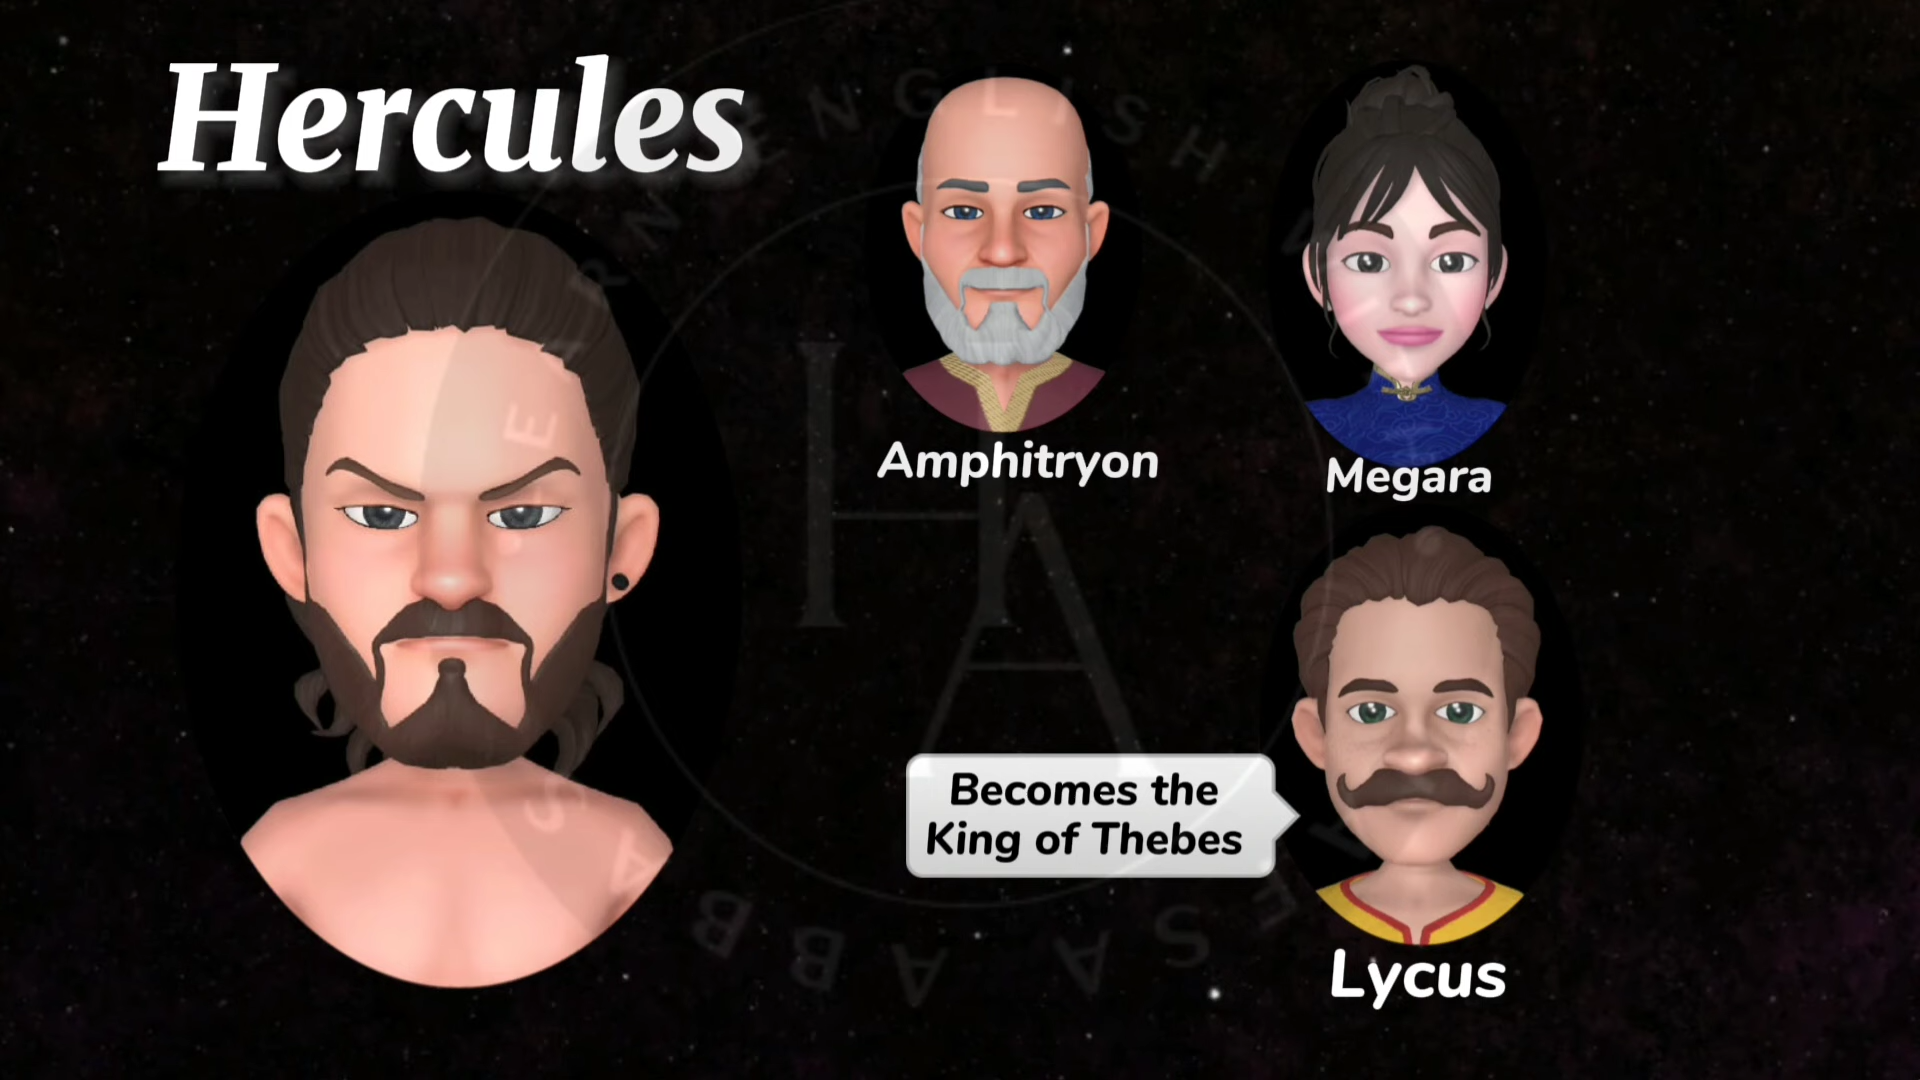 Hercules
Amphitryon
Megara
Becomes the
King of Thebes
Lycus